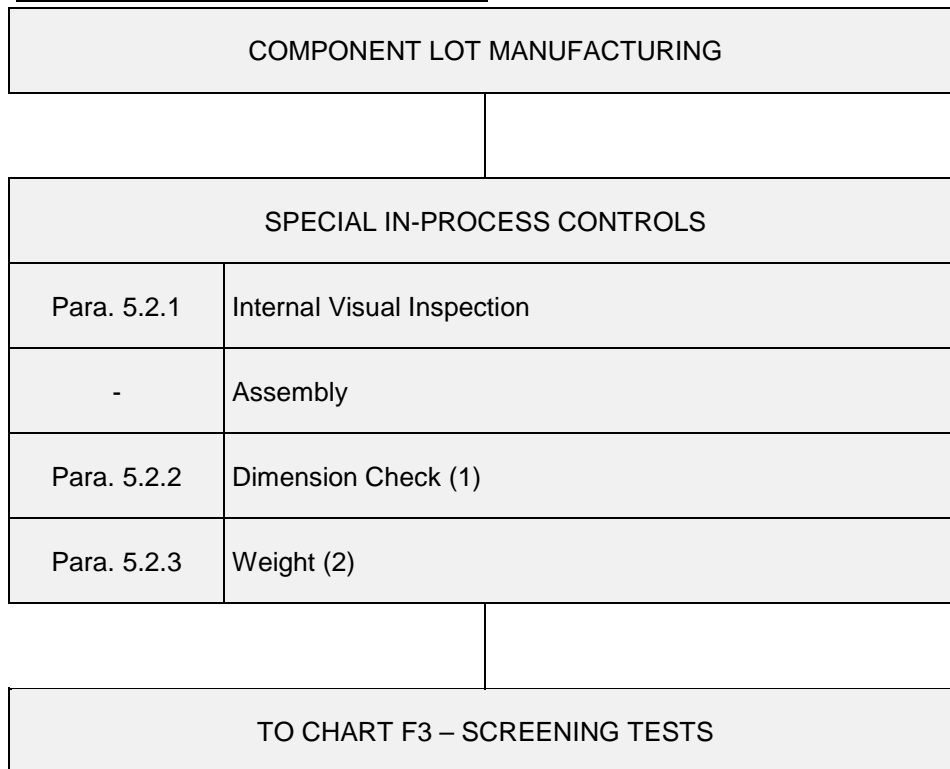 COMPONENT LOT MANUFACTURING
SPECIAL IN-PROCESS CONTROLS
Para. 5.2.1 Internal Visual Inspection
- Assembly
Para. 5.2.2 Dimension Check (1)
Para. 5.2.3 Weight (2)
TO CHART F3 – SCREENING TESTS